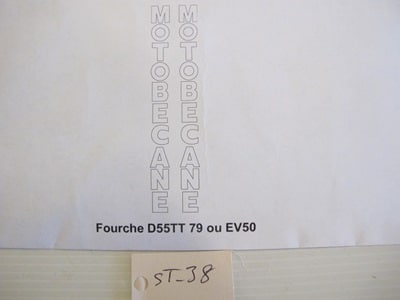 MOTOBECANE
MOTOBECANE
Fourche D55TT 79 ou EV50
ST-38